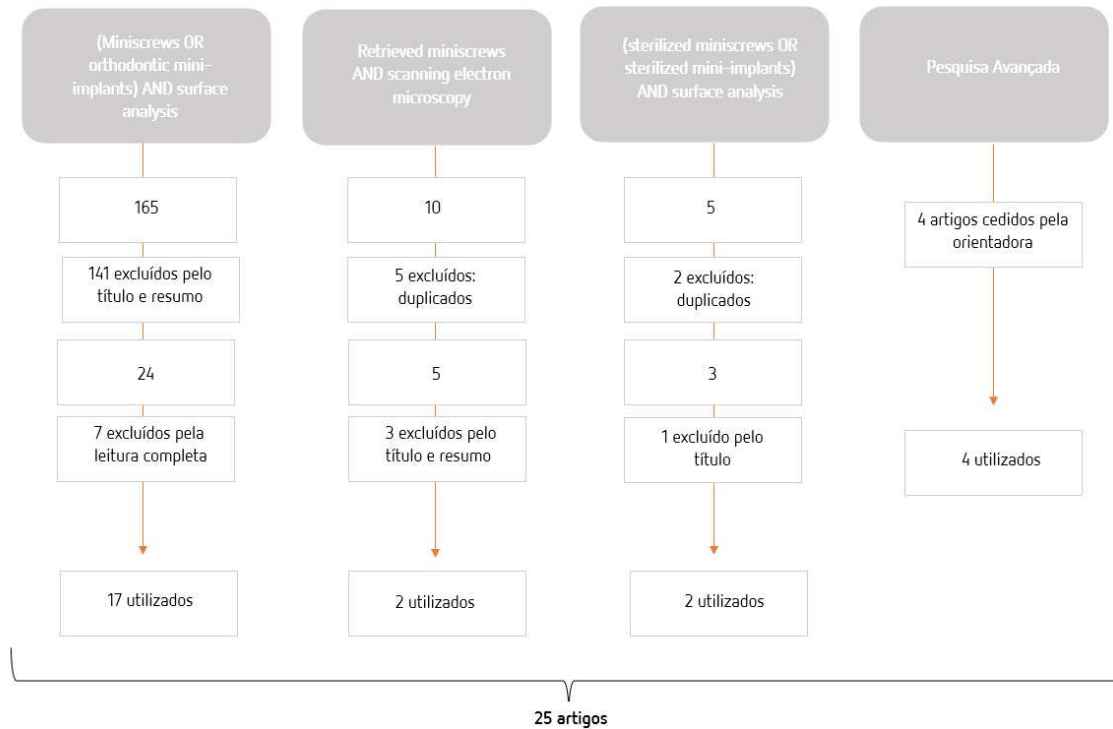 (Miniscrews OR
orthodontic mini-
implants) AND surface
analysis
165
141 excluídos pelo
título e resumo
24
7 excluídos pela
leitura completa
17 utilizados
Retrieved miniscrews
AND scanning electron
microscopy
10
5 excluídos:
duplicados
5
3 excluídos pelo
título e resumo
2 utilizados
(sterilized miniscrews OR
sterilized mini-implants)
AND surface analysis
5
2 excluídos:
duplicados
3
1 excluído pelo
título
2 utilizados
Pesquisa Avançada
4 artigos cedidos pela
orientadora
4 utilizados
25 artigos